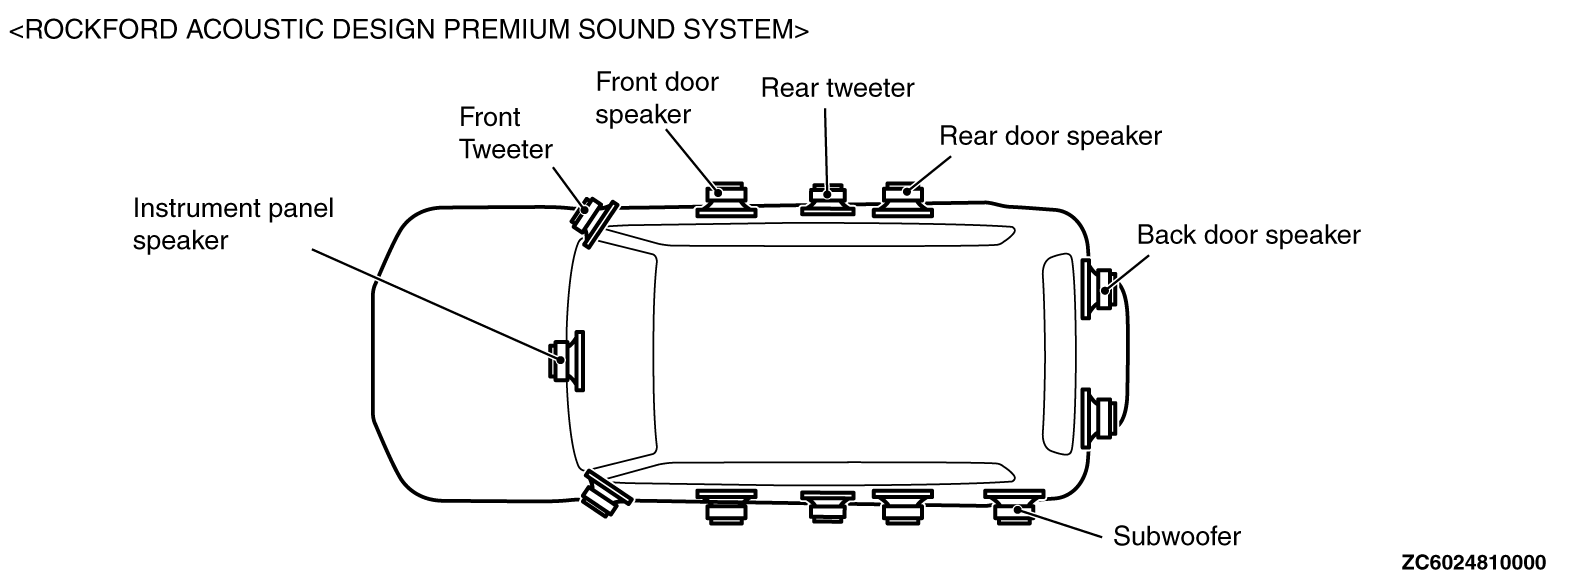 <ROCKFORD ACOUSTIC DESIGN PREMIUM SOUND SYSTEM>
Front door
speaker
Rear tweeter
Front
Tweeter
Rear door speaker
Instrument panel
speaker
Back door speaker
Subwoofer
ZC6024810000